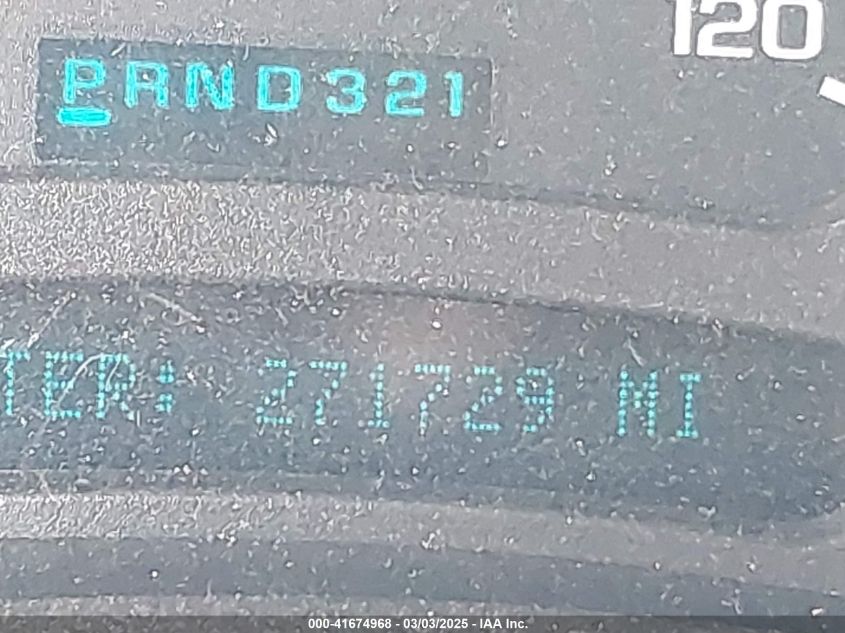 120
PRND321
TER: 271729 MI
000-41674968 - 03/03/2025 - IAA Inc.